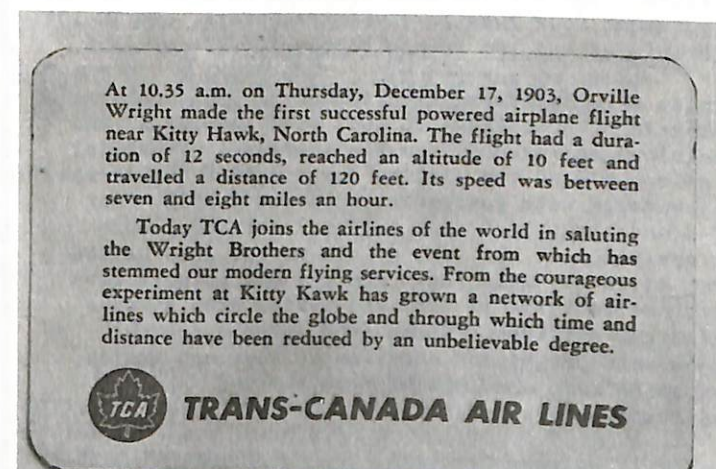 At 10.35 a.m. on Thursday, December 17, 1903, Orville
Wright made the first successful powered airplane flight
near Kitty Hawk, North Carolina. The flight had a dura-
tion of 12 seconds, reached an altitude of 10 feet and
travelled a distance of 120 feet. Its speed was between
seven and eight miles an hour.
Today TCA joins the airlines of the world in saluting
the Wright Brothers and the event from which has
stemmed our modern flying services. From the courageous
experiment at Kitty Kawk has grown a network of air-
lines which circle the globe and through which time and
distance have been reduced by an unbelievable degree.
TCA TRANS-CANADA AIR LINES